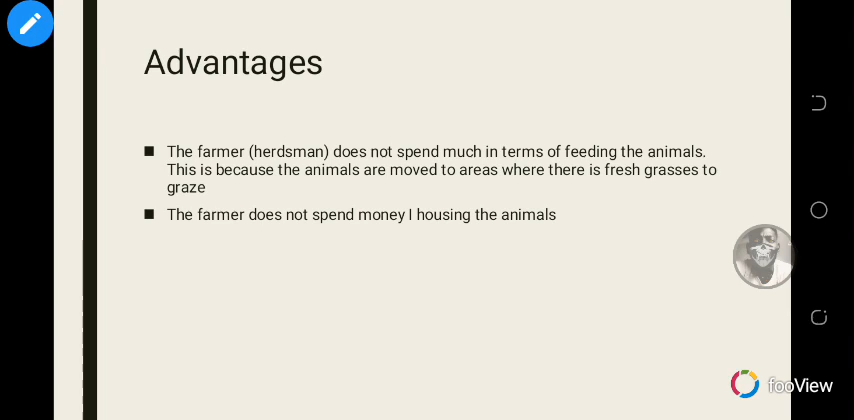 Advantages
The farmer (herdsman) does not spend much in terms of feeding the animals.
This is because the animals are moved to areas where there is fresh grasses to
graze
The farmer does not spend money I housing the animals
fooView